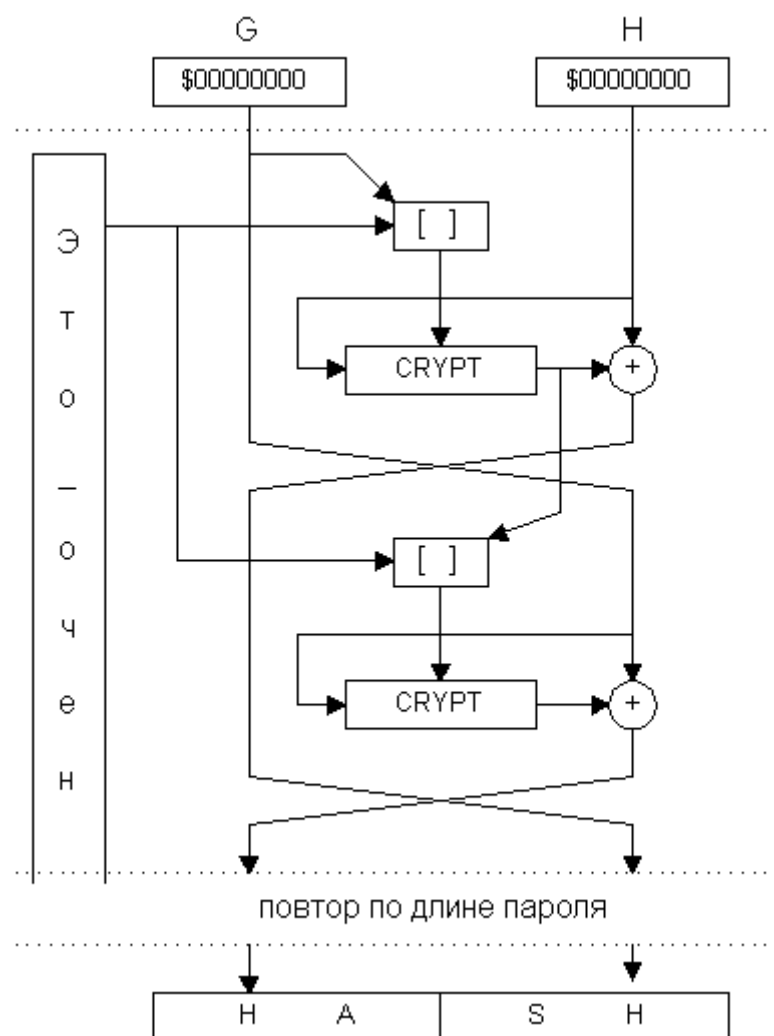 G H
$00000000 $00000000
[ ]
Э
т
о
CRYPT +
–
о
[ ]
ч
е
CRYPT +
н
повтор по длине пароля
H A S H